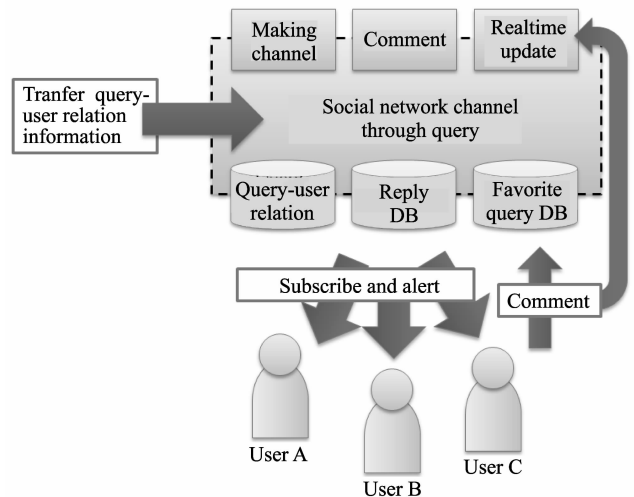 Making
channel
Comment
Realtime
update
Tranfer query-
user relation
information
Social network channel
through query
Query-user
relation
Reply
DB
Favorite
query DB
Subscribe and alert
Comment
User A
User B
User C